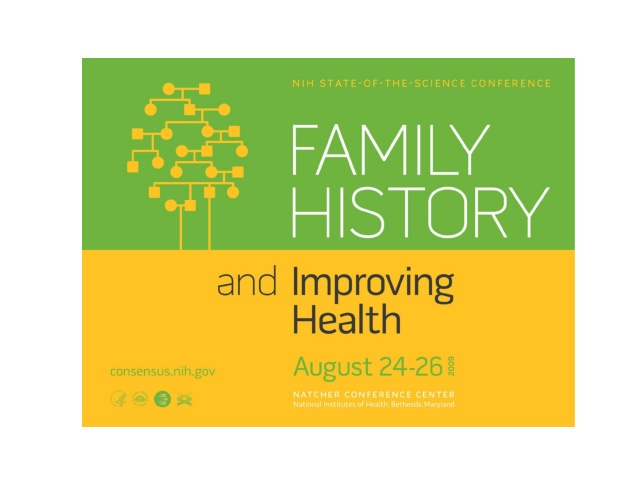 NIH STATE-OF-THE-SCIENCE CONFERENCE
FAMILY
HISTORY
and Improving
Health
August 24-26 2009
consensus.nih.gov
NATCHER CONFERENCE CENTER
National Institutes of Health, Bethesda, Maryland